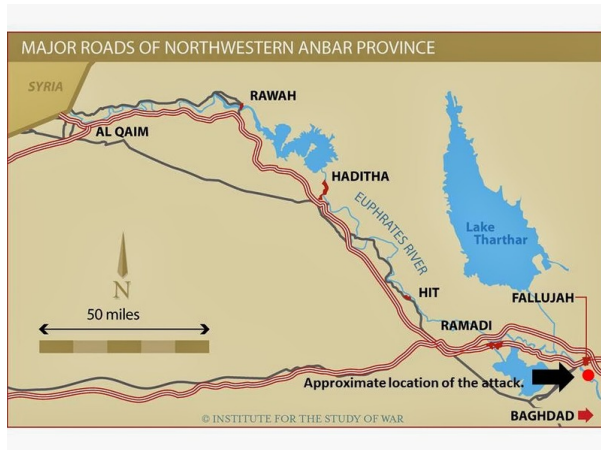 MAJOR ROADS OF NORTHWESTERN ANBAR PROVINCE
SYRIA
RAWAH
AL QAIM
HADITHA
EUPHRATES RIVER
Lake
Tharthar
N
50 miles
HIT
FALLUJAH
RAMADI
Approximate location of the attack.
BAGHDAD
© INSTITUTE FOR THE STUDY OF WAR